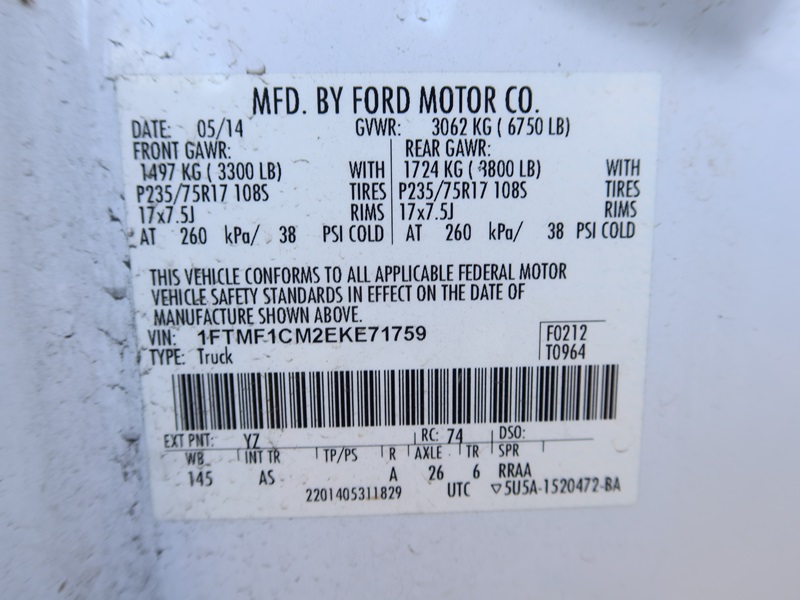 MFD. BY FORD MOTOR CO.
DATE: 05/14 GVWR: 3062 KG ( 6750 LB)
FRONT GAWR: REAR GAWR:
1497 KG ( 3300 LB) WITH 1724 KG ( 3800 LB) WITH
P235/75R17 108S TIRES P235/75R17 108S TIRES
17x7.5J RIMS 17x7.5J RIMS
AT 260 kPa/ 38 PSI COLD AT 260 kPa/ 38 PSI COLD
THIS VEHICLE CONFORMS TO ALL APPLICABLE FEDERAL MOTOR
VEHICLE SAFETY STANDARDS IN EFFECT ON THE DATE OF
MANUFACTURE SHOWN ABOVE.
VIN: 1FTMF1CM2EKE71759 F0212
TYPE: Truck T0964
EXT PNT: YZ RC: 74 DSO:
WB INT TR TP/PS R AXLE TR SPR
145 AS A 26 6 RRAA
2201405311829 UTC ▽5U5A-1520472-BA